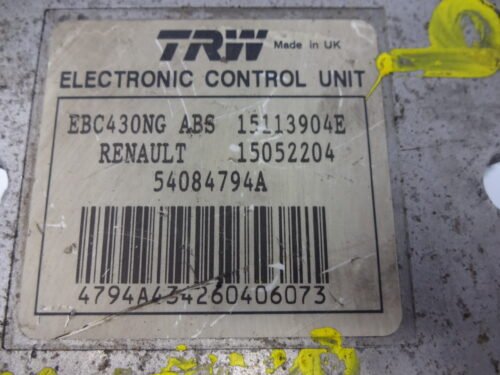 TRW Made in UK
ELECTRONIC CONTROL UNIT
EBC430NG ABS 15113904E
RENAULT 15052204
54084794A
4794A434260406073